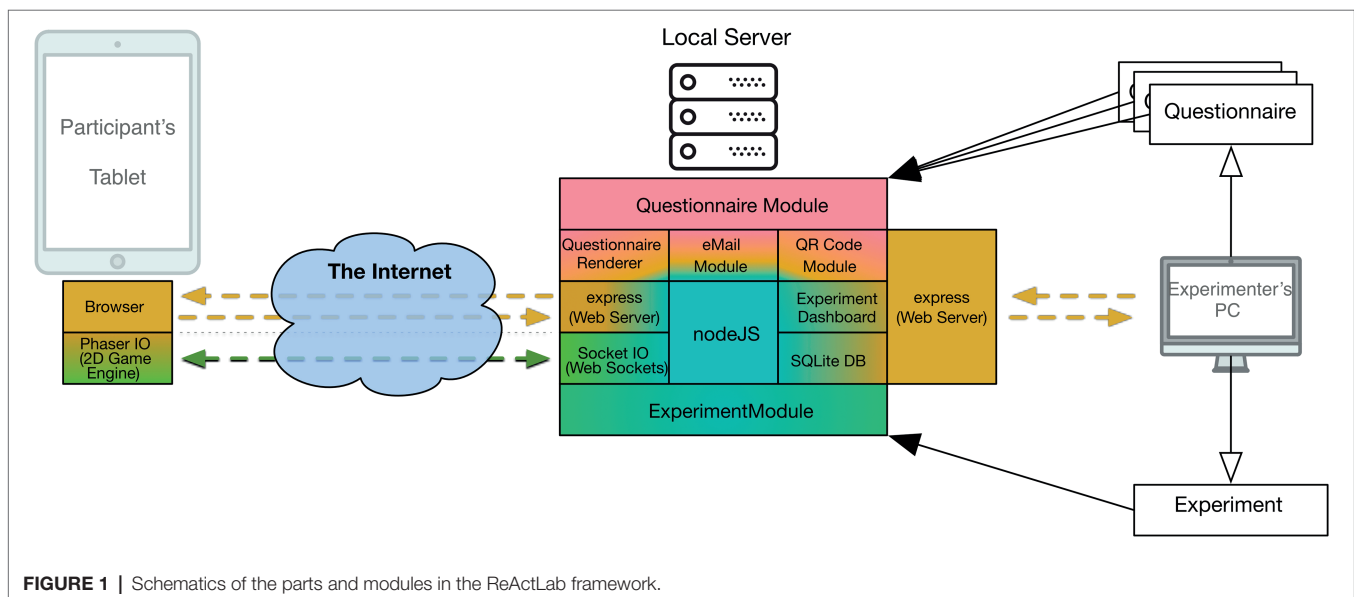 Local Server
Participant's
Tablet
Questionnaire
Questionnaire Module
Questionnaire
Renderer
eMail
Module
QR Code
Module
The Internet
Browser
express
(Web Server)
Experiment
Dashboard
express
(Web Server)
Experimenter's
PC
nodeJS
Phaser IO
(2D Game
Engine)
Socket IO
(Web Sockets)
SQLite DB
ExperimentModule
Experiment
FIGURE 1 | Schematics of the parts and modules in the ReActLab framework.